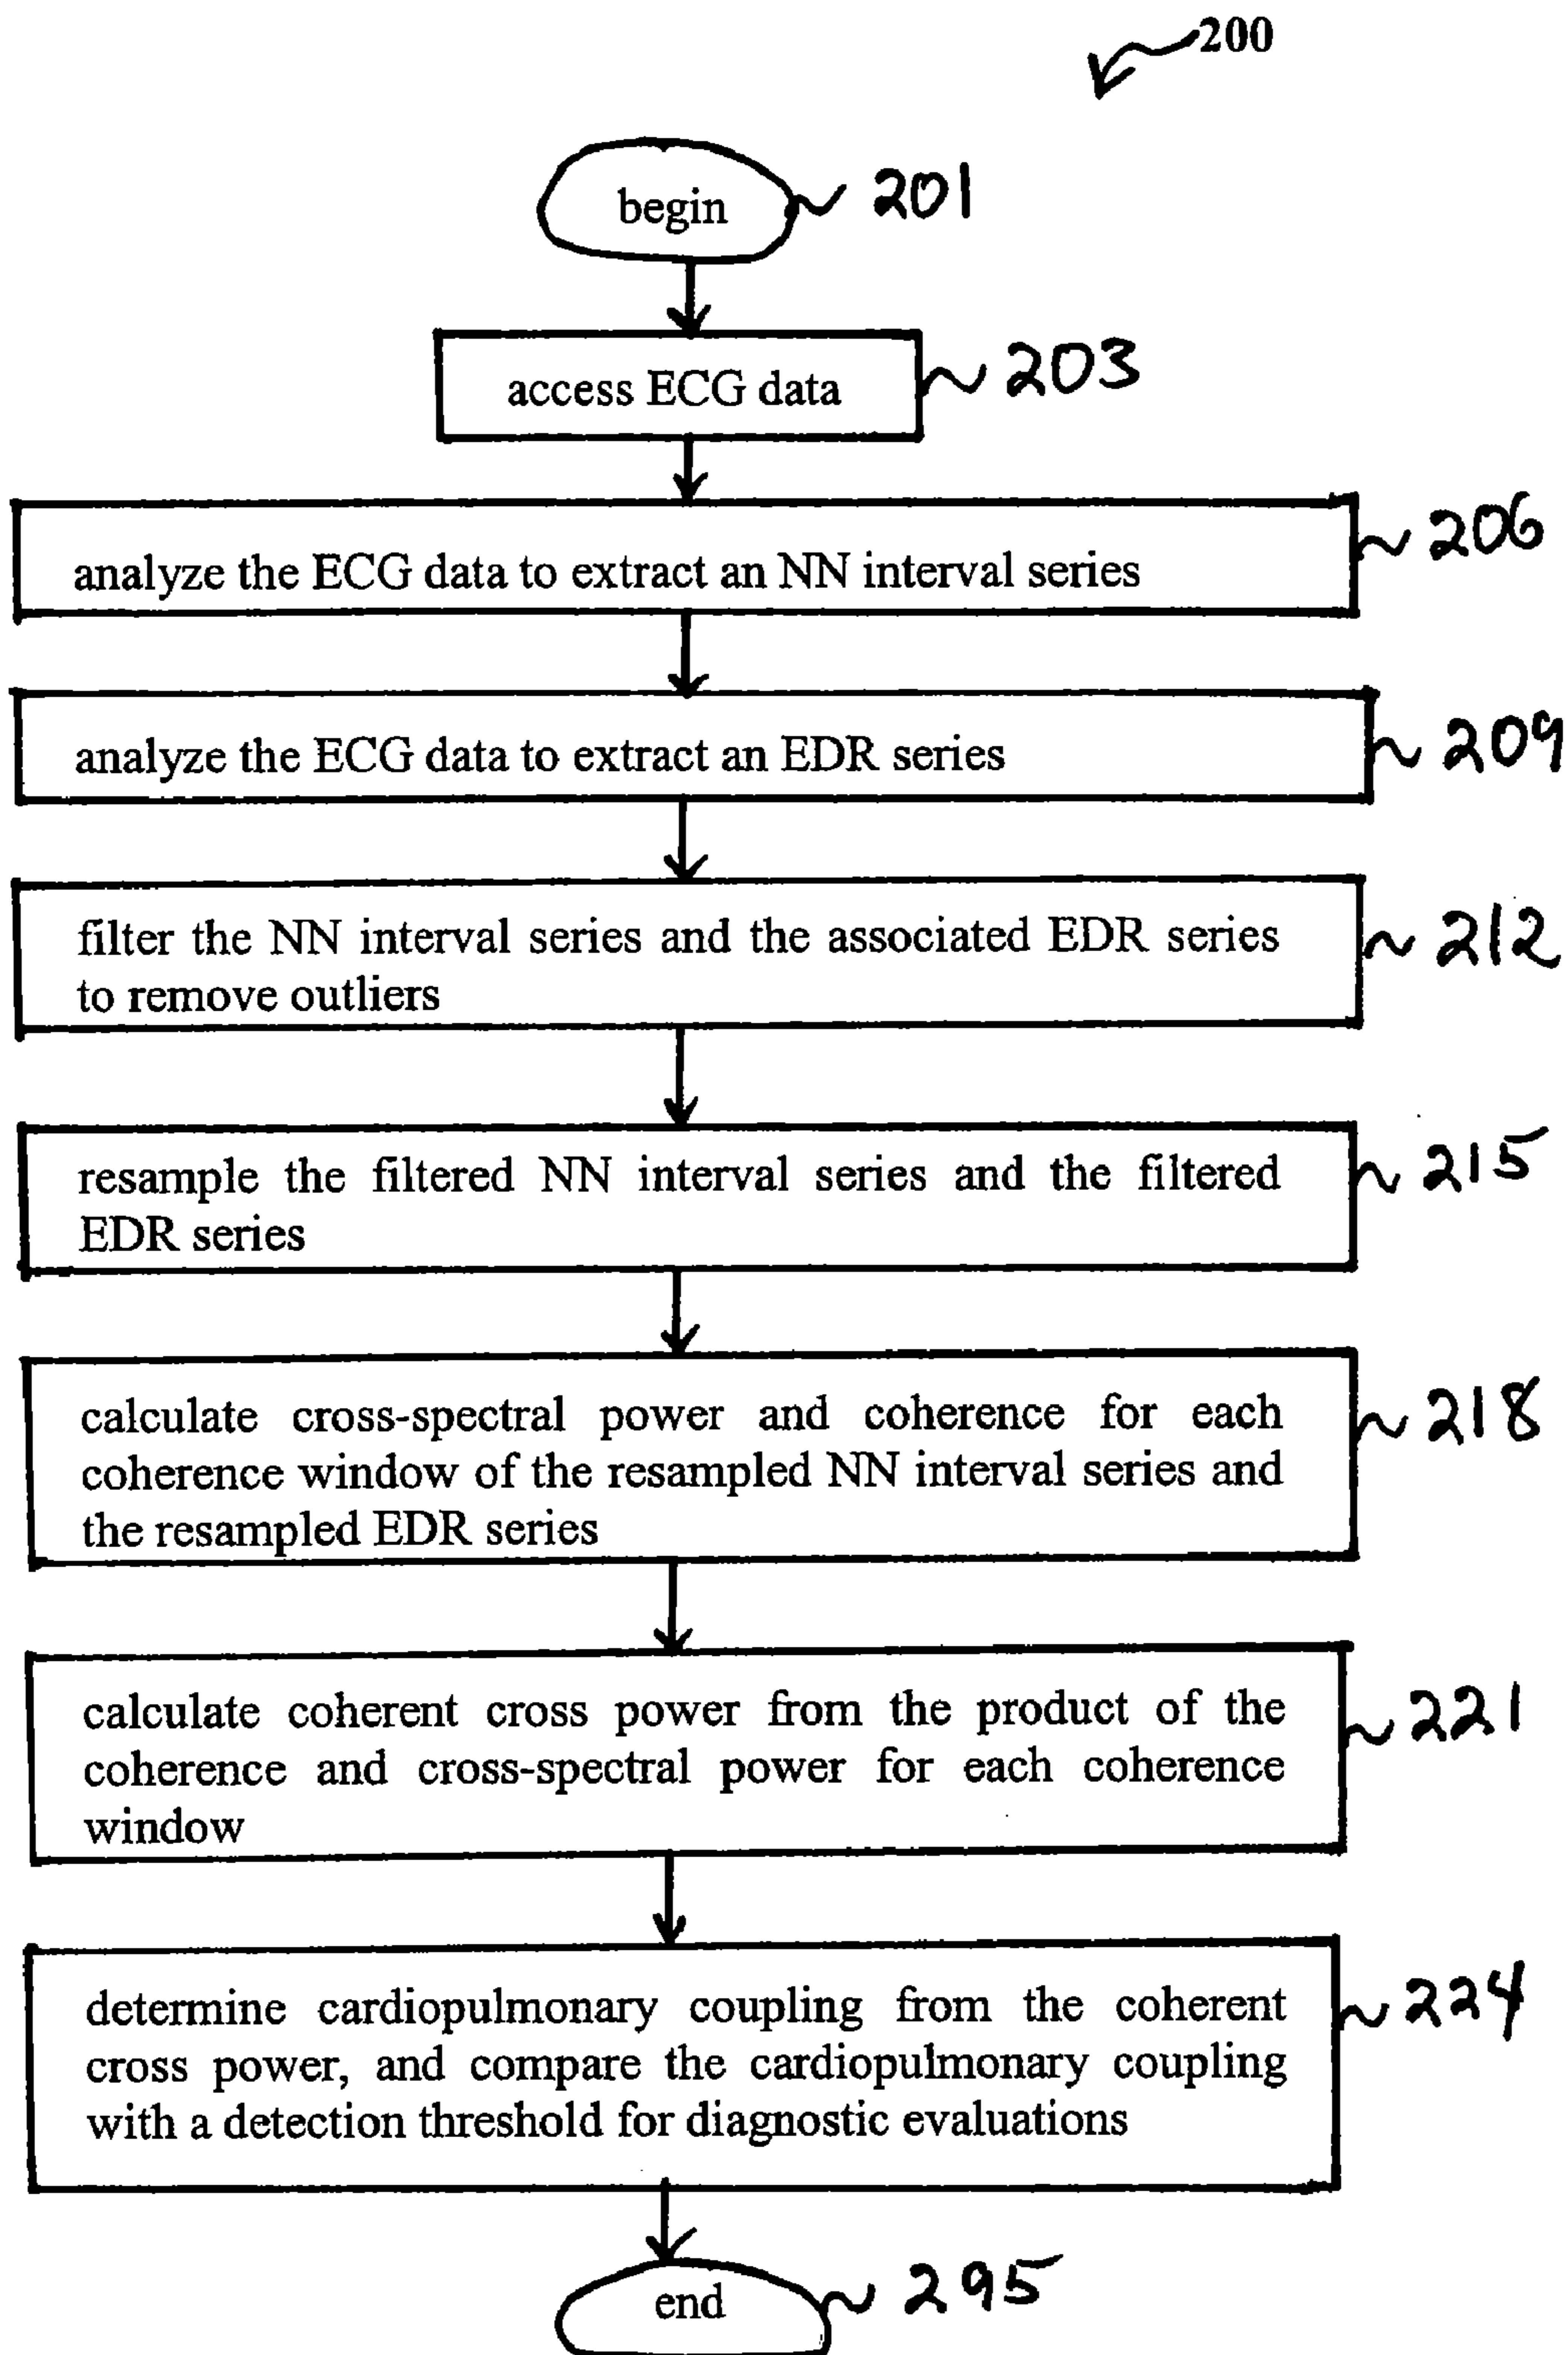 200
begin 201
access ECG data 203
analyze the ECG data to extract an NN interval series 206
analyze the ECG data to extract an EDR series 209
filter the NN interval series and the associated EDR series 212
to remove outliers
resample the filtered NN interval series and the filtered 215
EDR series
calculate cross-spectral power and coherence for each 218
coherence window of the resampled NN interval series and
the resampled EDR series
calculate coherent cross power from the product of the 221
coherence and cross-spectral power for each coherence
window
determine cardiopulmonary coupling from the coherent 224
cross power, and compare the cardiopulmonary coupling
with a detection threshold for diagnostic evaluations
end 295